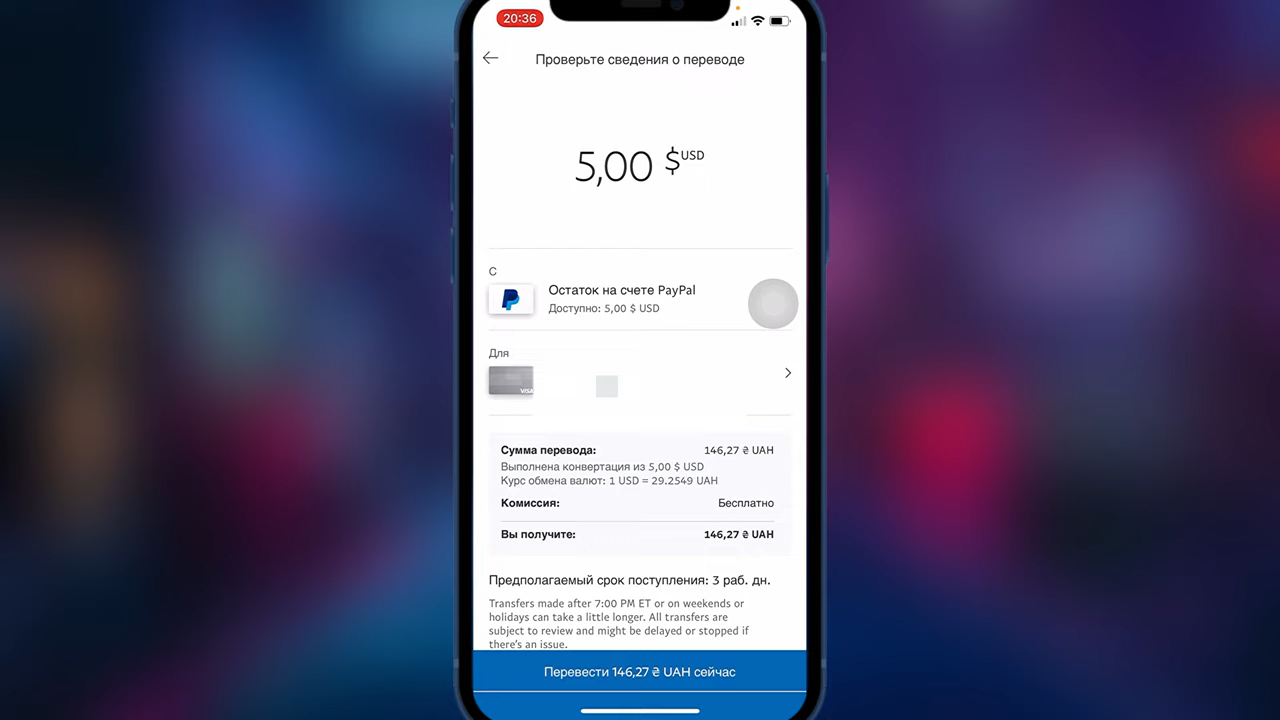 20:36
Проверьте сведения о переводе
5,00 $USD
С
Остаток на счете PayPal
Доступно: 5,00 $ USD
Для
VISA
Сумма перевода: 146,27 ₴ UAH
Выполнена конвертация из 5,00 $ USD
Курс обмена валют: 1 USD = 29.2549 UAH
Комиссия: Бесплатно
Вы получите: 146,27 ₴ UAH
Предполагаемый срок поступления: 3 раб. дн.
Transfers made after 7:00 PM ET or on weekends or
holidays can take a little longer. All transfers are
subject to review and might be delayed or stopped if
there's an issue.
Перевести 146,27 ₴ UAH сейчас